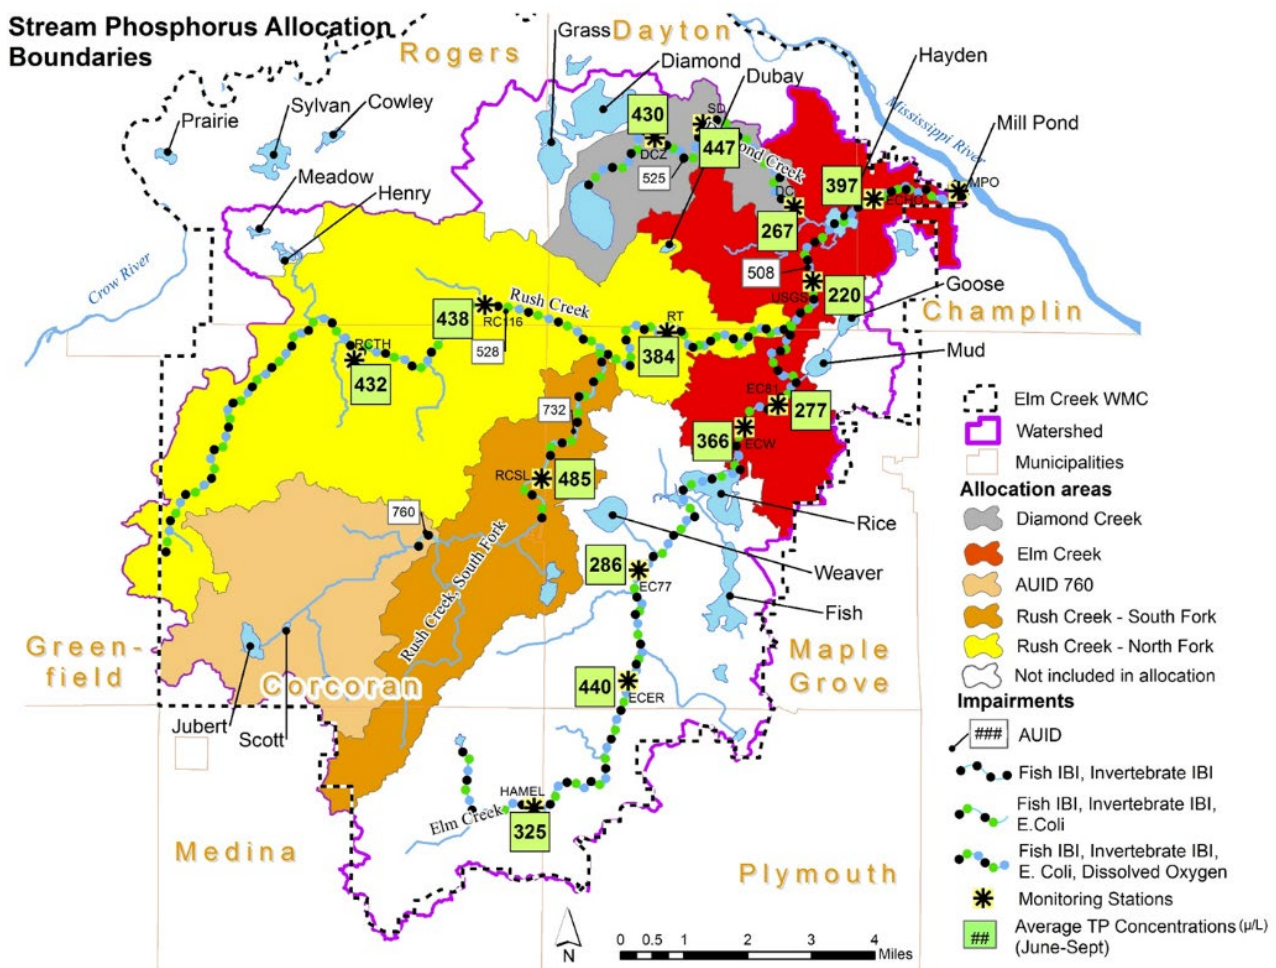 Stream Phosphorus Allocation
Boundaries
Rogers
Grass
Dayton
Diamond
Dubay
Hayden
Mississippi River
Mill Pond
Prairie
Sylvan
Cowley
Meadow
Henry
Crow River
430
SD
DCZ
447
525
ond Creek
DC
267
397
ECHO
MPO
508
USGS
220
Goose
Champlin
Mud
438
RC116
Rush Creek
528
RT
384
RCTH
432
EC81
277
732
366
ECW
RCSL
485
Rice
760
Rush Creek, South Fork
Weaver
286
EC77
Fish
Green-
field
Corcoran
Maple
Grove
440
ECER
Jubert
Scott
HAMEL
Elm Creek
325
Medina
Plymouth
N
0 0.5 1 2 3 4
Miles
Elm Creek WMC
Watershed
Municipalities
Allocation areas
Diamond Creek
Elm Creek
AUID 760
Rush Creek - South Fork
Rush Creek - North Fork
Not included in allocation
Impairments
### AUID
Fish IBI, Invertebrate IBI
Fish IBI, Invertebrate IBI,
E.Coli
Fish IBI, Invertebrate IBI,
E. Coli, Dissolved Oxygen
Monitoring Stations
## Average TP Concentrations (µ/L)
(June-Sept)